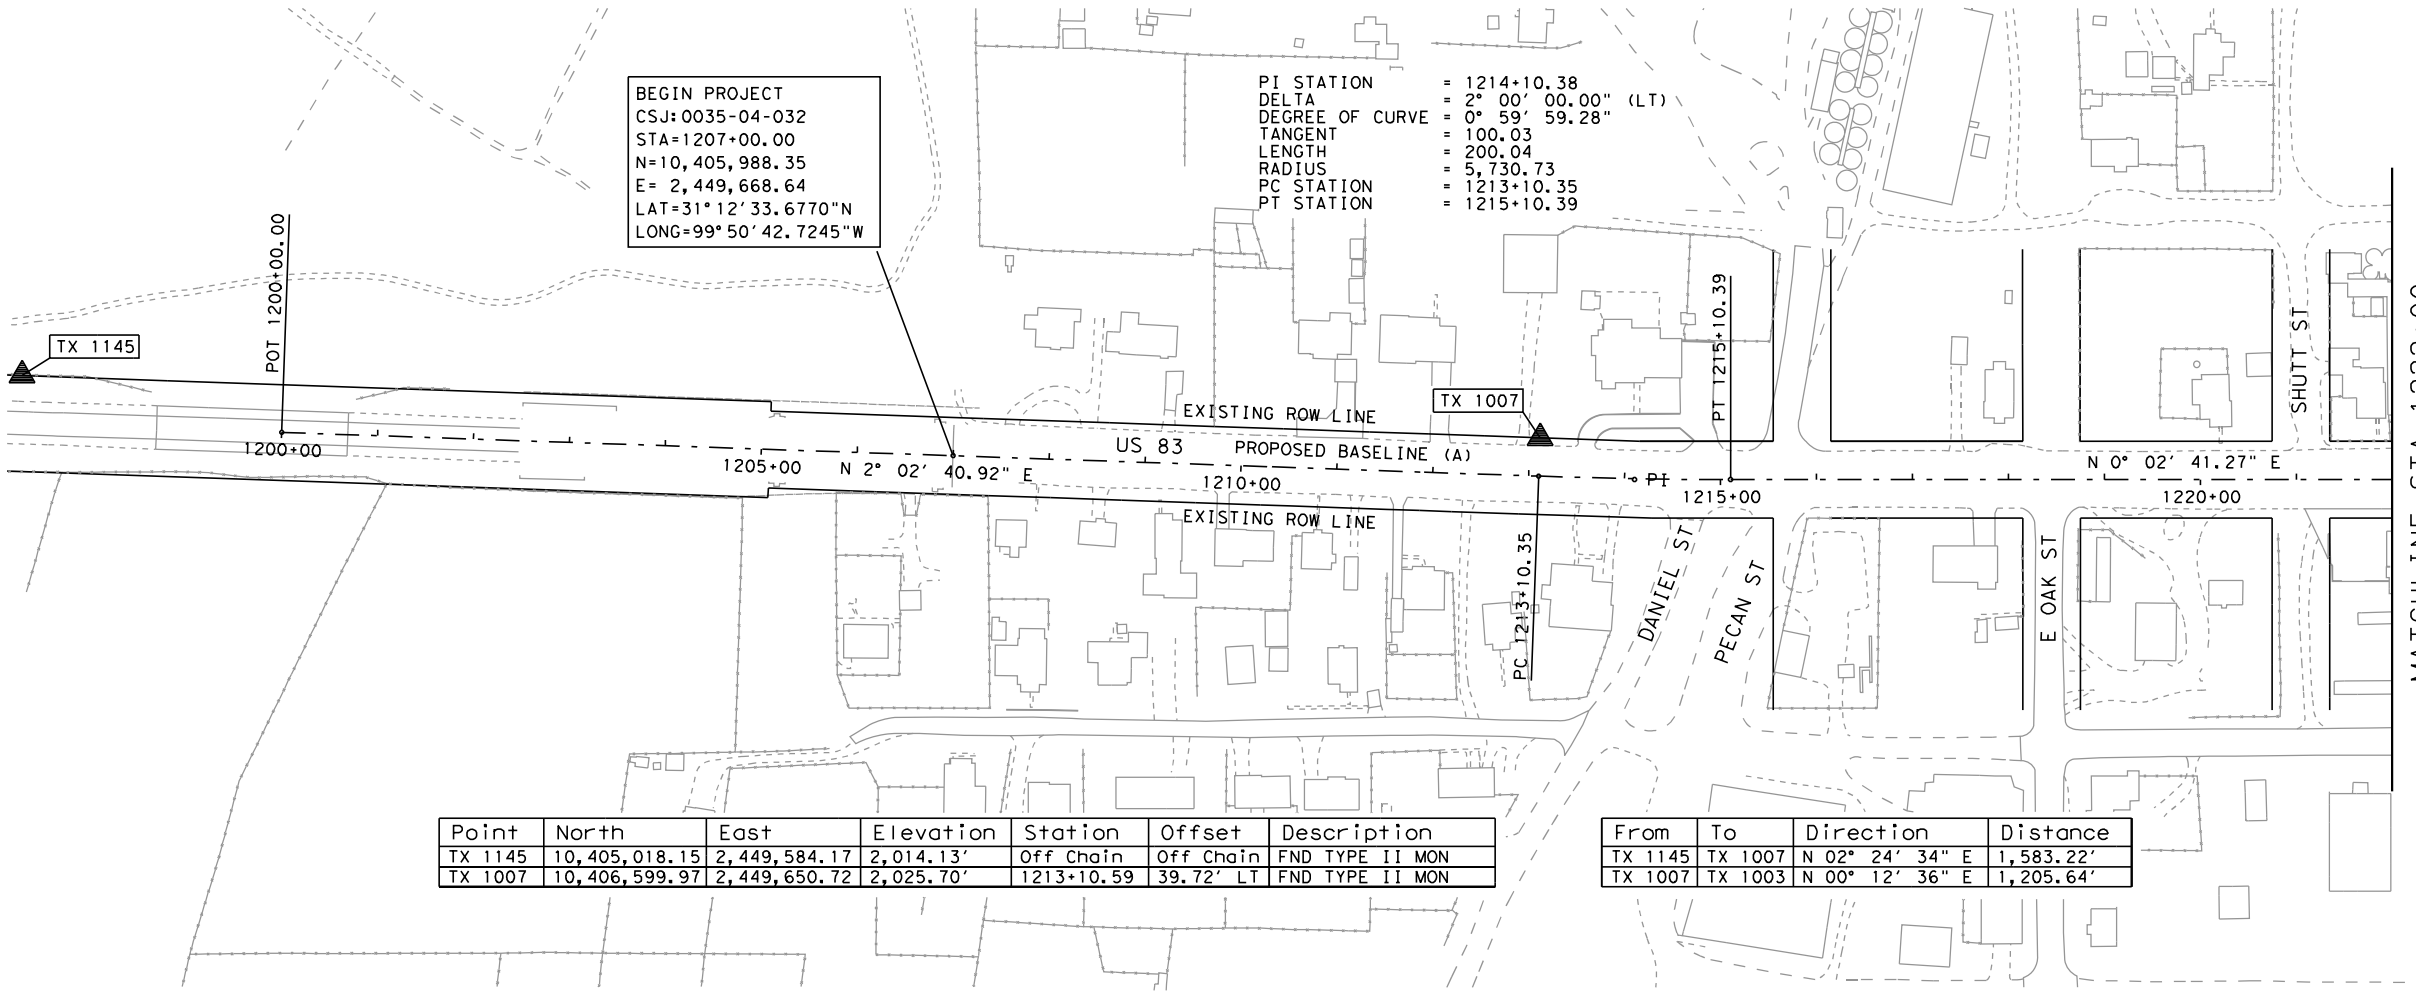 BEGIN PROJECT
CSJ:0035-04-032
STA=1207+00.00
N=10,405,988.35
E= 2,449,668.64
LAT=31°12'33.6770"N
LONG=99°50'42.7245"W
PI STATION = 1214+10.38
DELTA = 2° 00' 00.00" (LT)
DEGREE OF CURVE = 0° 59' 59.28"
TANGENT = 100.03
LENGTH = 200.04
RADIUS = 5,730.73
PC STATION = 1213+10.35
PT STATION = 1215+10.39
POT 1200+00.00
TX 1145
TX 1007
PT 1215+10.39
SHUTT ST
EXISTING ROW LINE
US 83
PROPOSED BASELINE (A)
1200+00
1205+00
N 2° 02' 40.92" E
1210+00
PI
1215+00
N 0° 02' 41.27" E
1220+00
EXISTING ROW LINE
PC 1213+10.35
DANIEL ST
PECAN ST
E OAK ST
Point North East Elevation Station Offset Description
TX 1145 10,405,018.15 2,449,584.17 2,014.13' Off Chain Off Chain FND TYPE II MON
TX 1007 10,406,599.97 2,449,650.72 2,025.70' 1213+10.59 39.72' LT FND TYPE II MON
From To Direction Distance
TX 1145 TX 1007 N 02° 24' 34" E 1,583.22'
TX 1007 TX 1003 N 00° 12' 36" E 1,205.64'